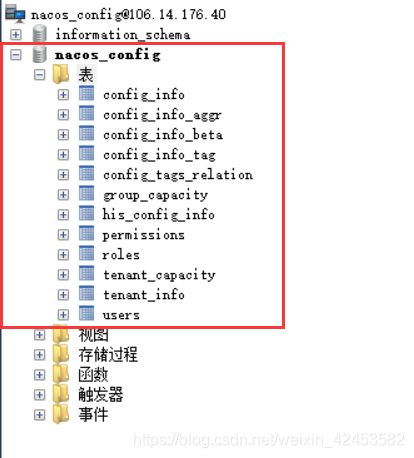 nacos_config@106.14.176.40
information_schema
nacos_config
表
config_info
config_info_aggr
config_info_beta
config_info_tag
config_tags_relation
group_capacity
his_config_info
permissions
roles
tenant_capacity
tenant_info
users
视图
存储过程
函数
触发器
事件
https://blog.csdn.net/weixin_42453582